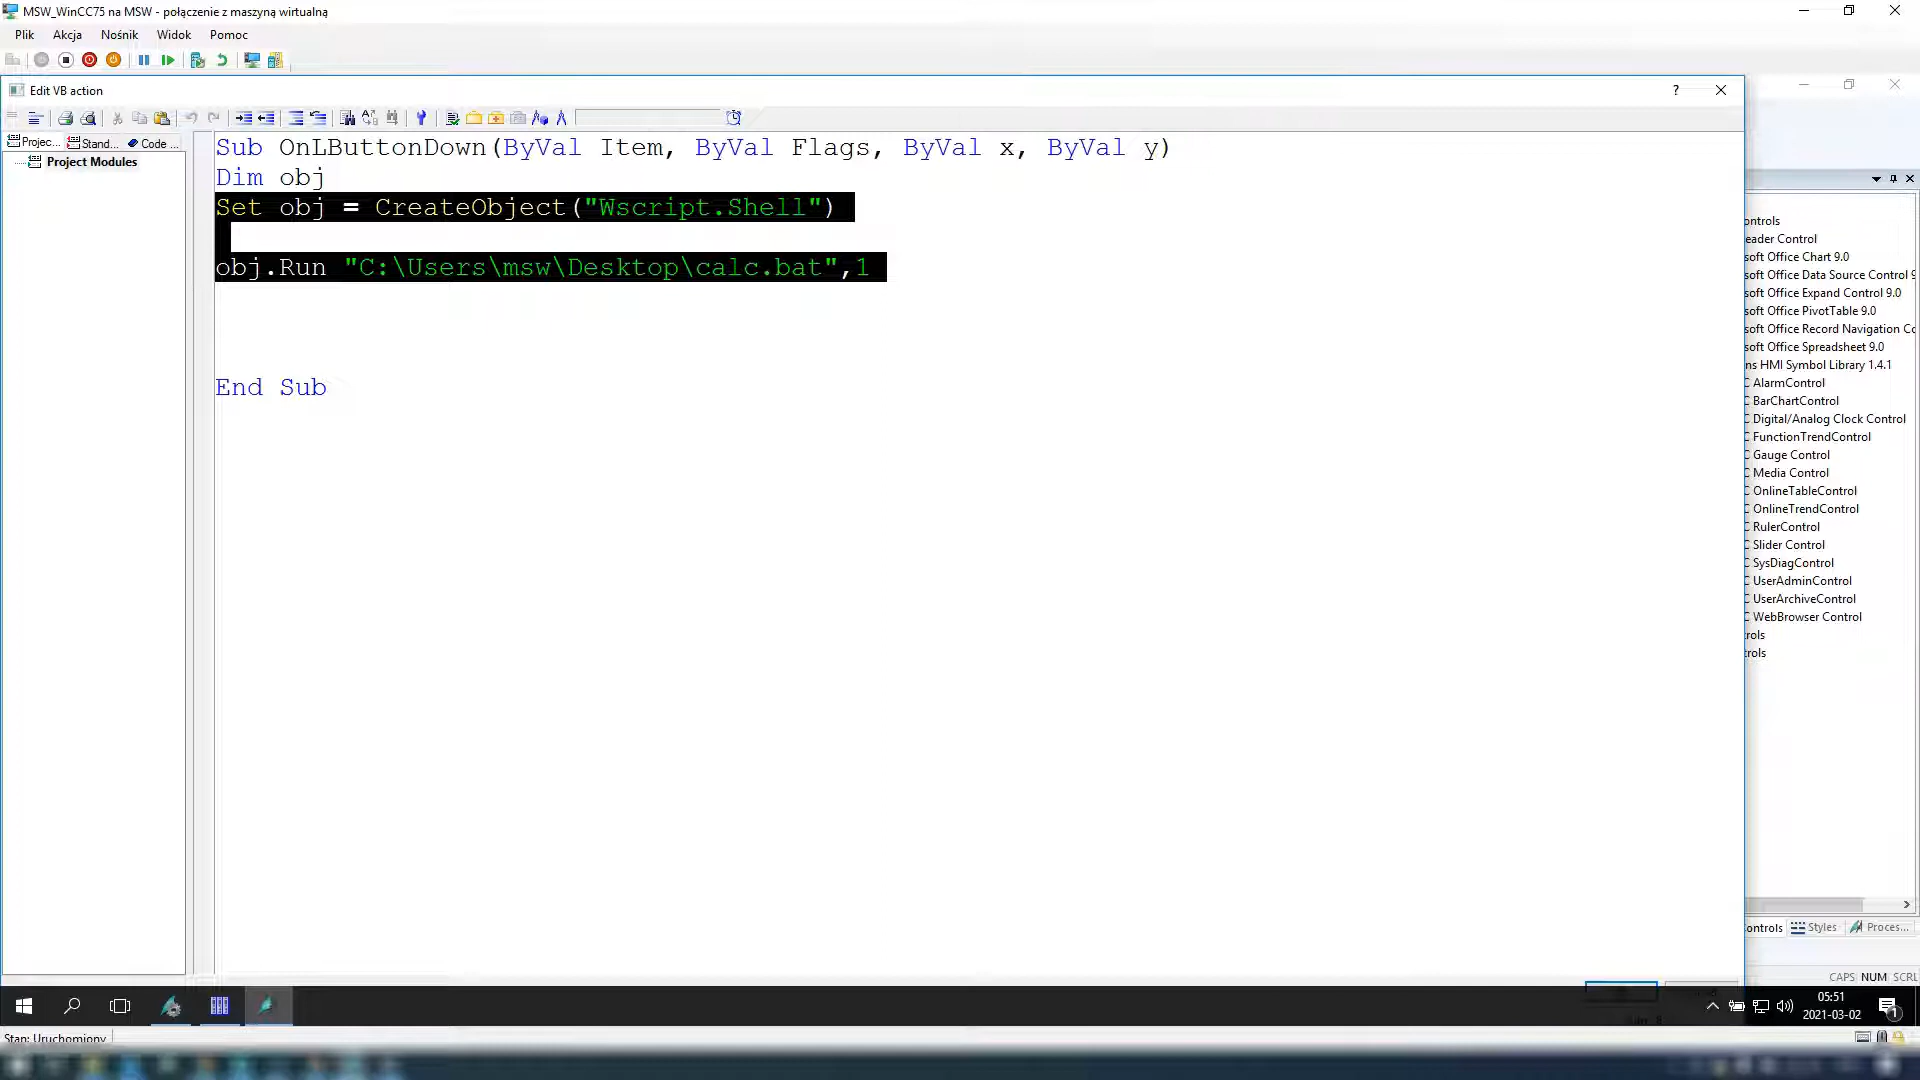 MSW_WinCC75 na MSW - połączenie z maszyną wirtualną
Plik Akcja Nośnik Widok Pomoc
Edit VB action
?
Projec... Stand... Code ...
Project Modules
Sub OnLButtonDown(ByVal Item, ByVal Flags, ByVal x, ByVal y)
Dim obj
Set obj = CreateObject("Wscript.Shell")
obj.Run "C:\Users\msw\Desktop\calc.bat",1
End Sub
ontrols
eader Control
soft Office Chart 9.0
soft Office Data Source Control 9
soft Office Expand Control 9.0
soft Office PivotTable 9.0
soft Office Record Navigation Co
soft Office Spreadsheet 9.0
ns HMI Symbol Library 1.4.1
C AlarmControl
C BarChartControl
C Digital/Analog Clock Control
C FunctionTrendControl
C Gauge Control
C Media Control
C OnlineTableControl
C OnlineTrendControl
C RulerControl
C Slider Control
C SysDiagControl
C UserAdminControl
C UserArchiveControl
C WebBrowser Control
rols
trols
ontrols Styles Proces...
CAPS NUM SCRL
05:51
2021-03-02
1
Stan: Uruchomiony